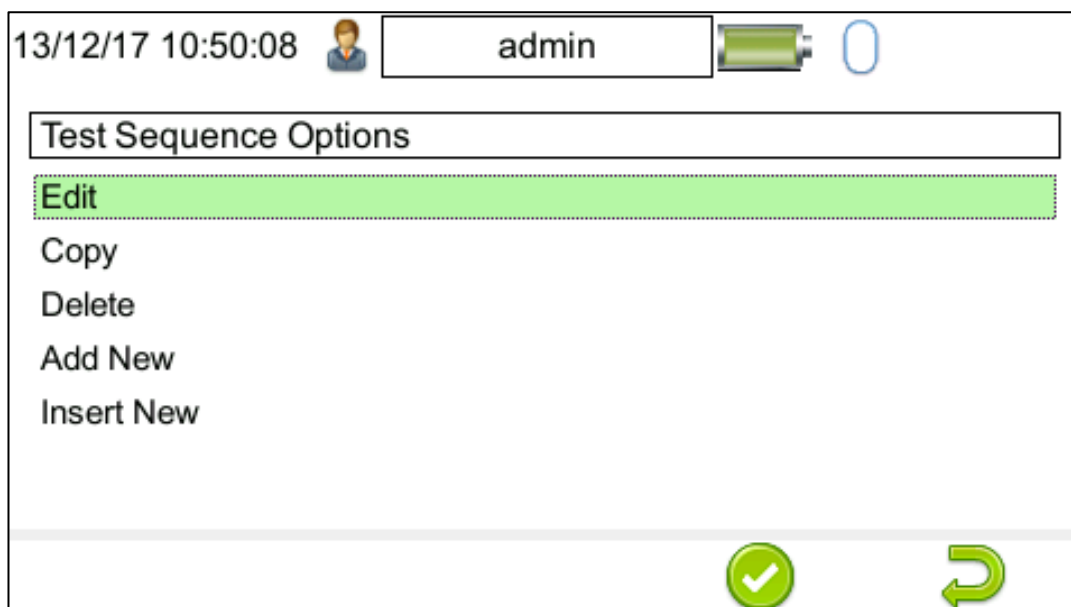 13/12/17 10:50:08 admin
Test Sequence Options
Edit
Copy
Delete
Add New
Insert New